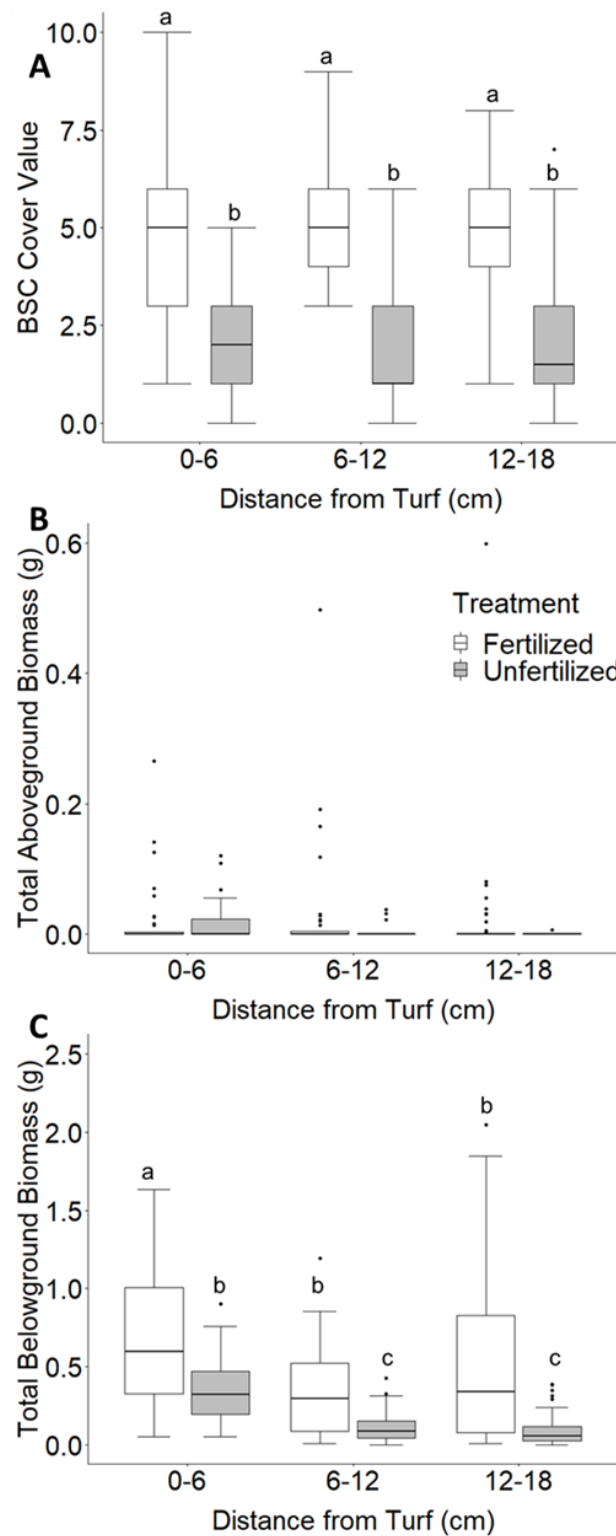 A
BSC Cover Value
10.0
7.5
5.0
2.5
0.0
a
b
a
b
a
b
0-6
6-12
12-18
Distance from Turf (cm)
B
Total Aboveground Biomass (g)
0.6
0.4
0.2
0.0
Treatment
Fertilized
Unfertilized
0-6
6-12
12-18
Distance from Turf (cm)
C
Total Belowground Biomass (g)
2.5
2.0
1.5
1.0
0.5
0.0
a
b
b
c
b
c
0-6
6-12
12-18
Distance from Turf (cm)